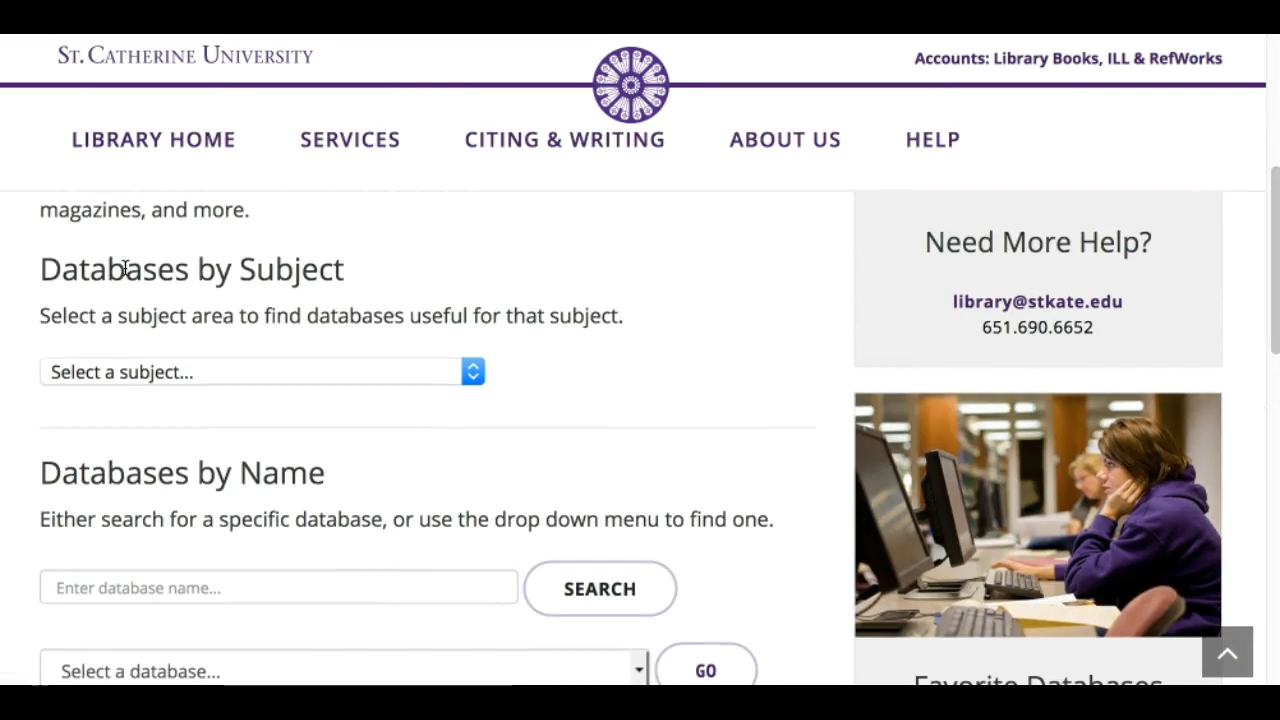 St. Catherine University
Accounts: Library Books, ILL & RefWorks
LIBRARY HOME
SERVICES
CITING & WRITING
ABOUT US
HELP
magazines, and more.
Databases by Subject
Select a subject area to find databases useful for that subject.
Select a subject...
Databases by Name
Either search for a specific database, or use the drop down menu to find one.
Enter database name...
SEARCH
Select a database...
GO
Need More Help?
library@stkate.edu
651.690.6652
Favorite Databases